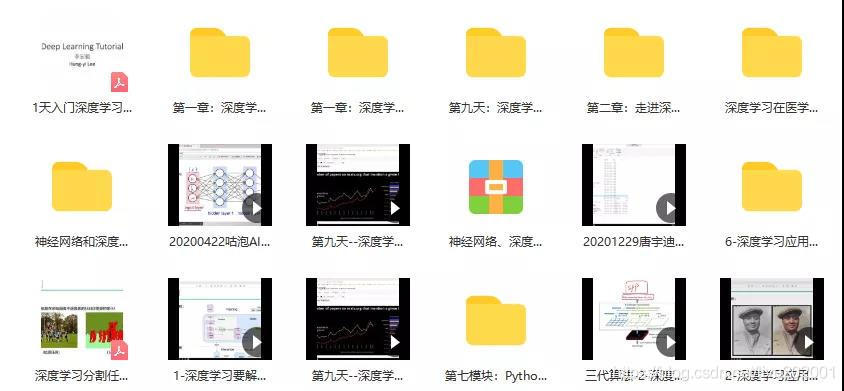 Deep Learning Tutorial
李宏毅
Hung-yi Lee
1天入门深度学习...
第一章：深度学...
第一章：深度学...
第九天：深度学...
第二章：走进深...
深度学习在医学...
神经网络和深度...
20200422咕泡AI...
第九天--深度学...
神经网络、深度...
20201229唐宇迪...
6-深度学习应用...
深度学习分割任...
1-深度学习要解...
第九天--深度学...
第七模块：Pytho...
三代算法-2-深度...
2-深度学习应用...